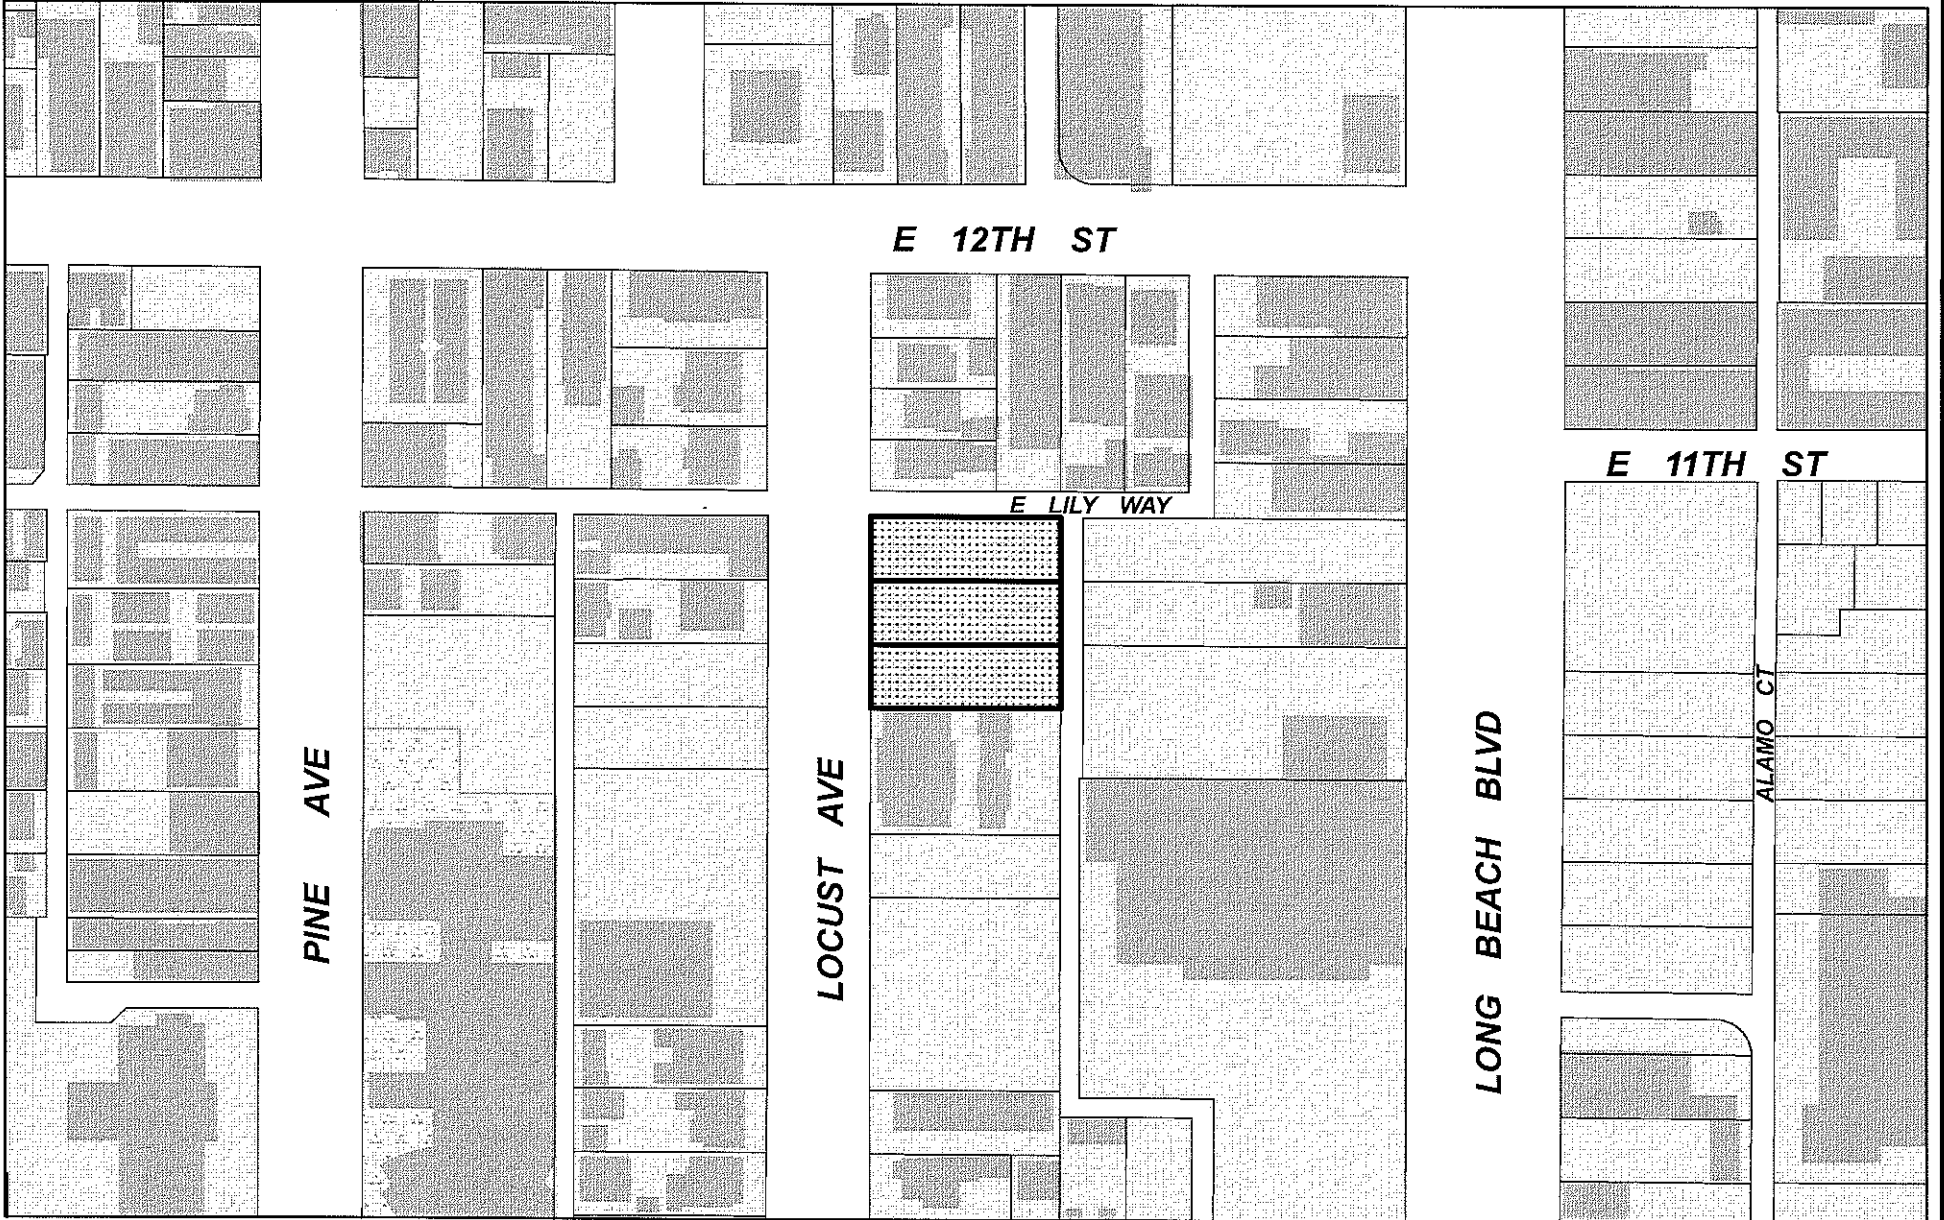 E 12TH ST
E 11TH ST
E LILY WAY
PINE AVE
LOCUST AVE
LONG BEACH BLVD
ALAMO CT